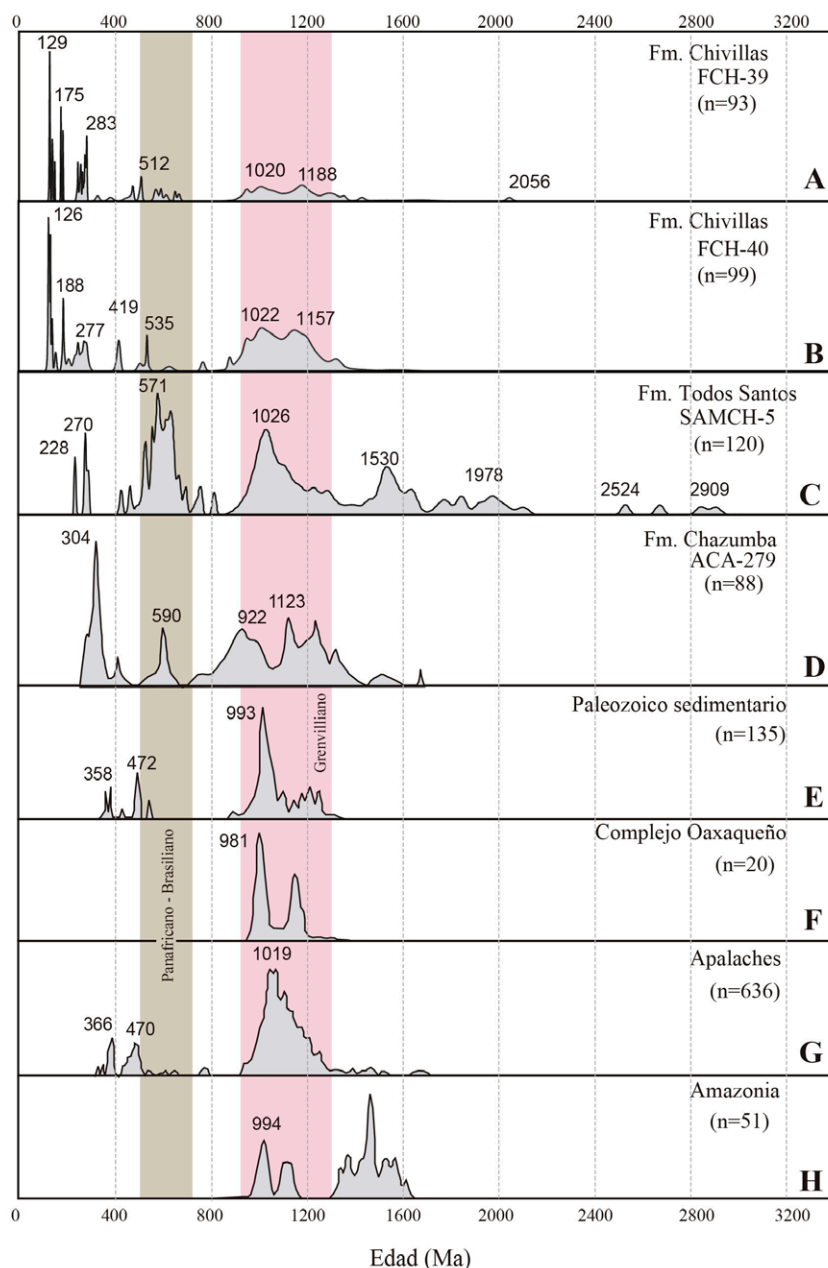 0 400 800 1200 1600 2000 2400 2800 3200
129
175
283
512
1020
1188
2056
Fm. Chivillas
FCH-39
(n=93)
A
126
188
277
419
535
1022
1157
Fm. Chivillas
FCH-40
(n=99)
B
228
270
571
1026
1530
1978
2524
2909
Fm. Todos Santos
SAMCH-5
(n=120)
C
304
590
922
1123
Fm. Chazumba
ACA-279
(n=88)
D
358
472
993
Grenvilliano
Paleozoico sedimentario
(n=135)
E
Panafricano - Brasiliano
981
Complejo Oaxaqueño
(n=20)
F
366
470
1019
Apalaches
(n=636)
G
994
Amazonia
(n=51)
H
0 400 800 1200 1600 2000 2400 2800 3200
Edad (Ma)